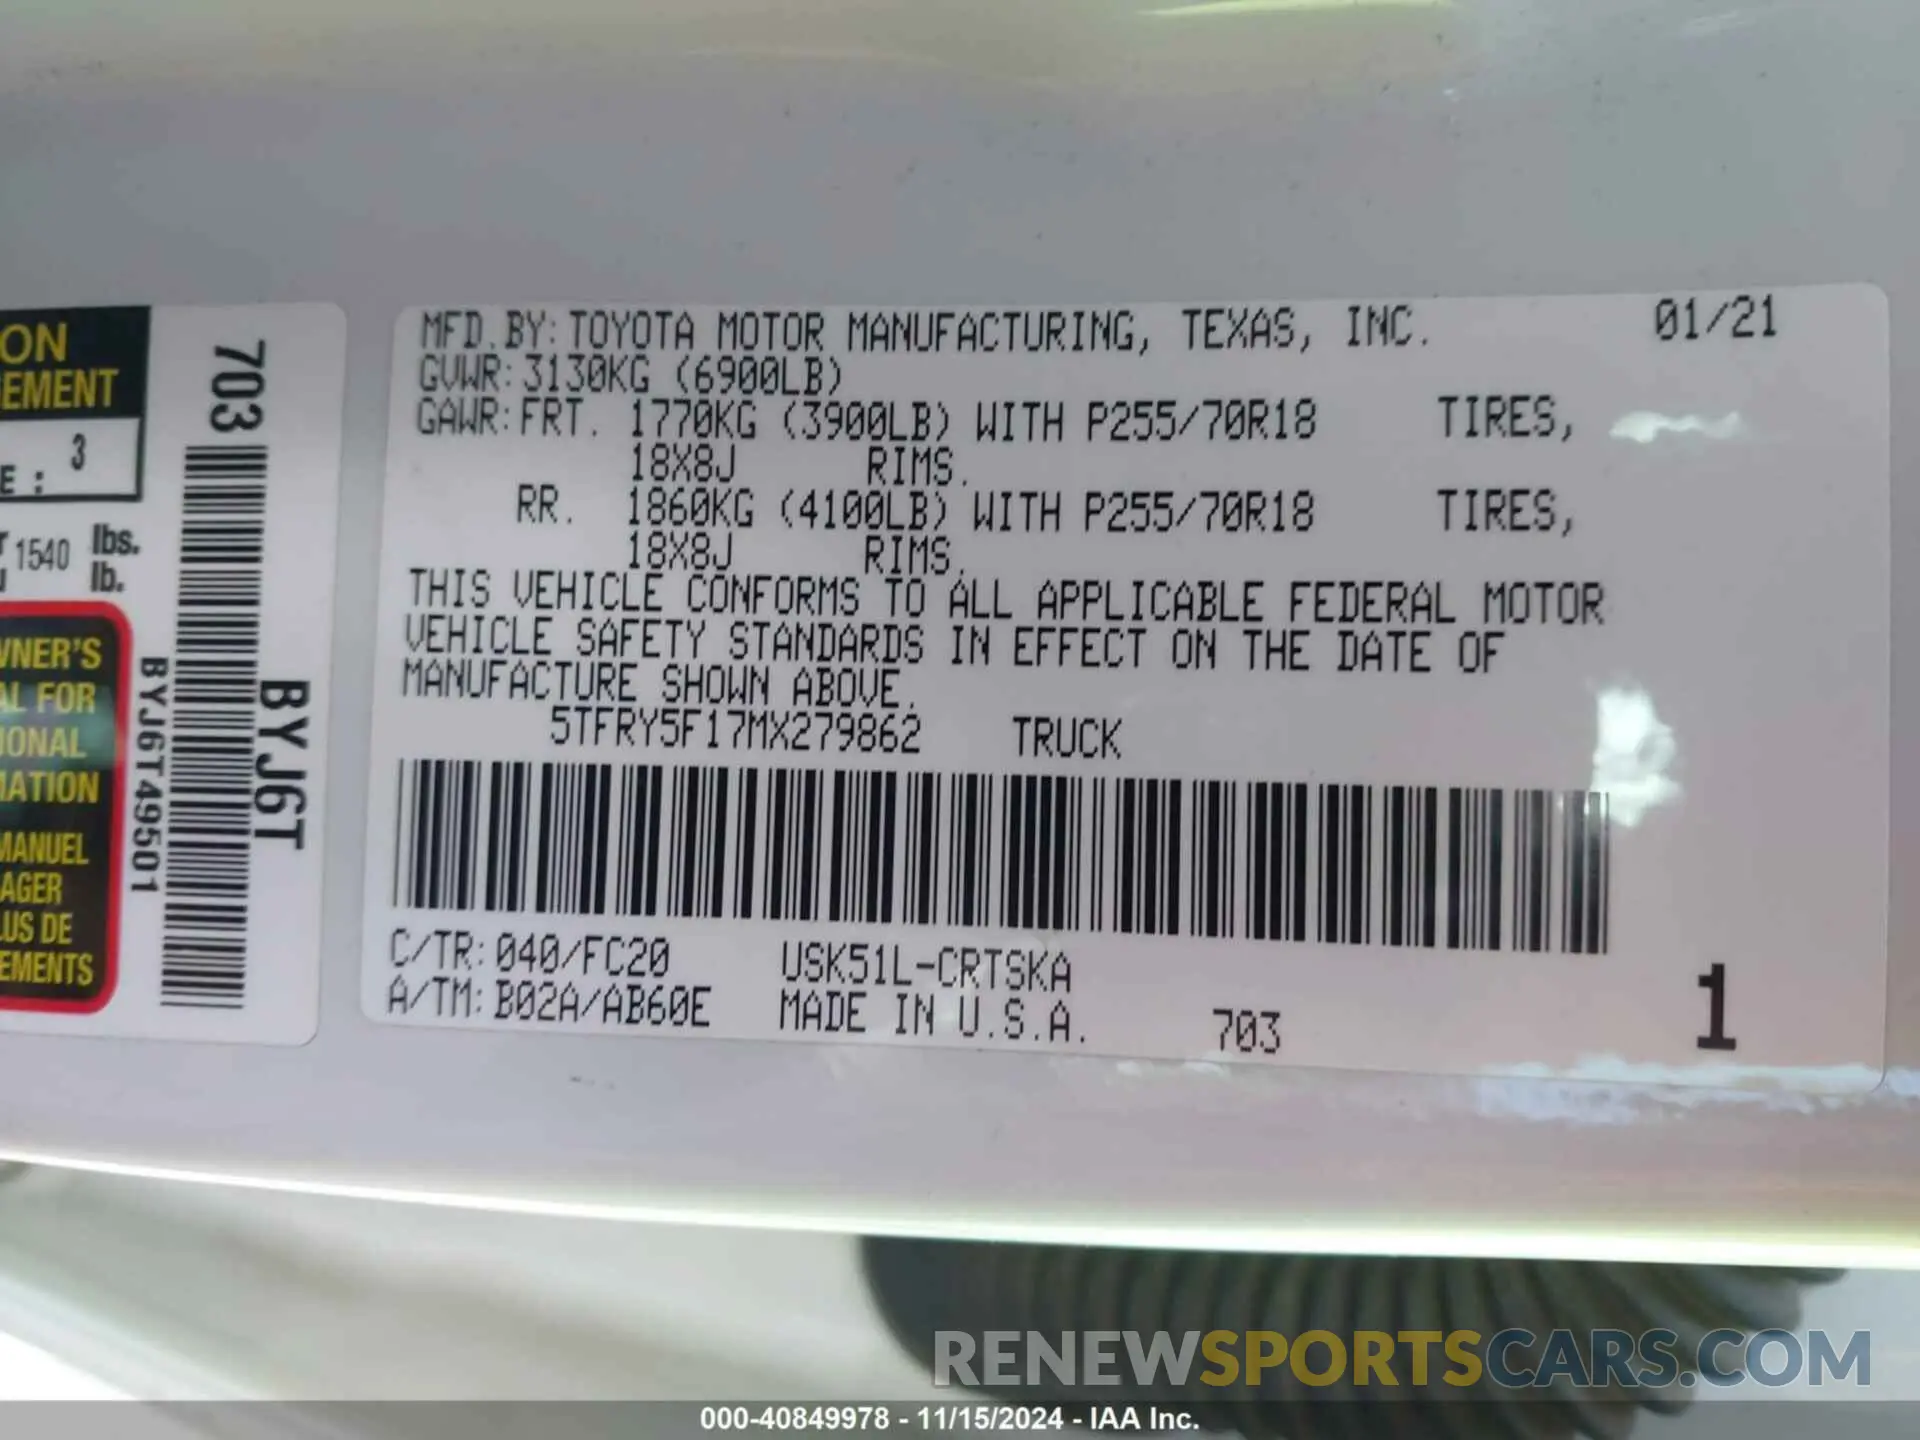 MFD. BY: TOYOTA MOTOR MANUFACTURING, TEXAS, INC. 01/21
GVWR: 3130KG (6900LB)
GAWR: FRT. 1770KG (3900LB) WITH P255/70R18 TIRES,
18X8J RIMS.
RR. 1860KG (4100LB) WITH P255/70R18 TIRES,
18X8J RIMS.
THIS VEHICLE CONFORMS TO ALL APPLICABLE FEDERAL MOTOR
VEHICLE SAFETY STANDARDS IN EFFECT ON THE DATE OF
MANUFACTURE SHOWN ABOVE.
5TFRY5F17MX279862 TRUCK
C/TR: 040/FC20 USK51L-CRTSKA
A/TM: B02A/AB60E MADE IN U.S.A. 703
1
703
BYJ6T
BYJ6T49501
ON
EMENT
E : 3
1540 lbs.
lb.
WNER'S
AL FOR
IONAL
MATION
MANUEL
AGER
LUS DE
EMENTS
RENEWSPORTSCARS.COM
000-40849978 - 11/15/2024 - IAA Inc.